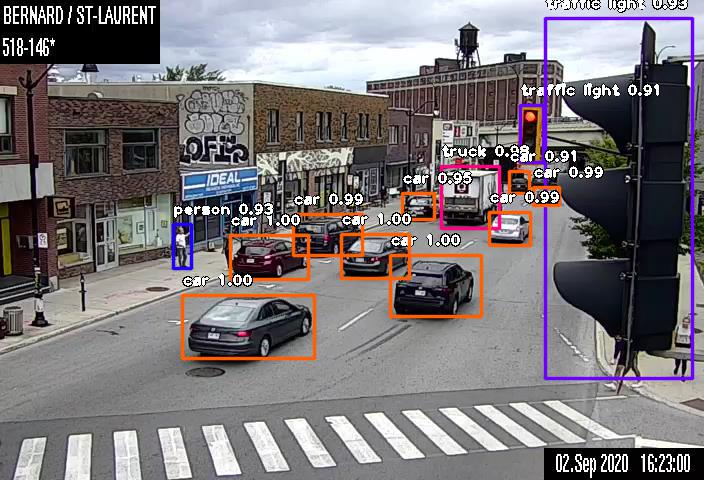 BERNARD / ST-LAURENT
518-146*
traffic light 0.93
traffic light 0.91
IDEAL
truck 0.98
car 0.91
car 0.95
car 0.99
car 0.99
person 0.93
car 0.99
car 1.00
car 1.00
car 1.00
car 1.00
02.Sep 2020 16:23:00